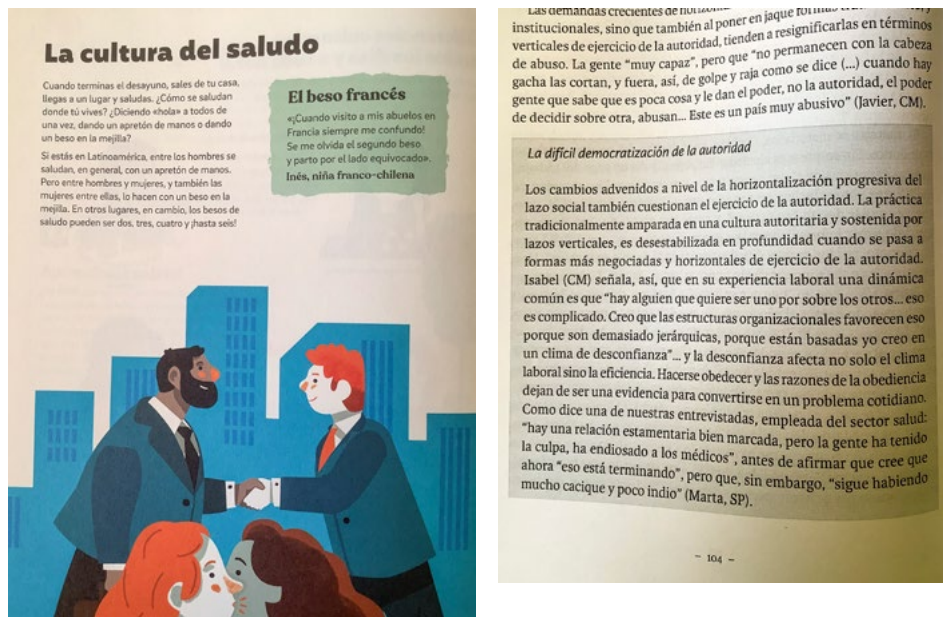 La cultura del saludo
Cuando terminas el desayuno, sales de tu casa,
llegas a un lugar y saludas. ¿Cómo se saludan
donde tú vives? ¿Diciendo «hola» a todos de
una vez, dando un apretón de manos o dando
un beso en la mejilla?
Si estás en Latinoamérica, entre los hombres se
saludan, en general, con un apretón de manos.
Pero entre hombres y mujeres, y también las
mujeres entre ellas, lo hacen con un beso en la
mejilla. En otros lugares, en cambio, los besos de
saludo pueden ser dos, tres, cuatro y ¡hasta seis!
El beso francés
«¡Cuando visito a mis abuelos en
Francia siempre me confundo!
Se me olvida el segundo beso
y parto por el lado equivocado».
Inés, niña franco-chilena
Las demandas crecientes de
institucionales, sino que también al poner en jaque formas
verticales de ejercicio de la autoridad, tienden a resignificarlas en términos
de abuso. La gente “muy capaz”, pero que “no permanecen con la cabeza
gacha las cortan, y fuera, así, de golpe y raja como se dice (...) cuando hay
gente que sabe que es poca cosa y le dan el poder, no la autoridad, el poder
de decidir sobre otra, abusan... Este es un país muy abusivo” (Javier, CM).
La difícil democratización de la autoridad
Los cambios advenidos a nivel de la horizontalización progresiva del
lazo social también cuestionan el ejercicio de la autoridad. La práctica
tradicionalmente amparada en una cultura autoritaria y sostenida por
lazos verticales, es desestabilizada en profundidad cuando se pasa a
formas más negociadas y horizontales de ejercicio de la autoridad.
Isabel (CM) señala, así, que en su experiencia laboral una dinámica
común es que “hay alguien que quiere ser uno por sobre los otros... eso
es complicado. Creo que las estructuras organizacionales favorecen eso
porque son demasiado jerárquicas, porque están basadas yo creo en
un clima de desconfianza”... y la desconfianza afecta no solo el clima
laboral sino la eficiencia. Hacerse obedecer y las razones de la obediencia
dejan de ser una evidencia para convertirse en un problema cotidiano.
Como dice una de nuestras entrevistadas, empleada del sector salud:
“hay una relación estamentaria bien marcada, pero la gente ha tenido
la culpa, ha endiosado a los médicos”, antes de afirmar que cree que
ahora “eso está terminando”, pero que, sin embargo, “sigue habiendo
mucho cacique y poco indio” (Marta, SP).
– 104 –